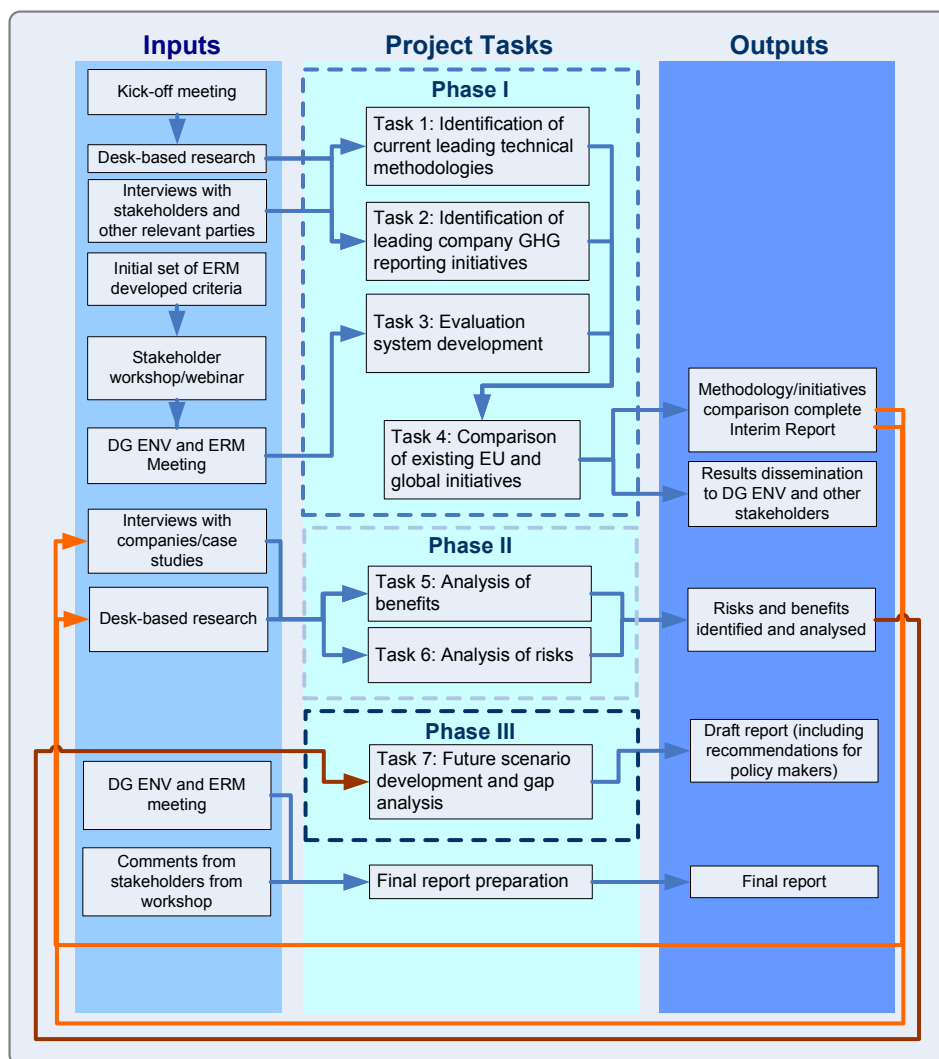 Inputs
Project Tasks
Outputs
Kick-off meeting
Desk-based research
Interviews with
stakeholders and
other relevant parties
Initial set of ERM
developed criteria
Stakeholder
workshop/webinar
DG ENV and ERM
Meeting
Interviews with
companies/case
studies
Desk-based research
DG ENV and ERM
meeting
Comments from
stakeholders from
workshop
Phase I
Task 1: Identification of
current leading technical
methodologies
Task 2: Identification of
leading company GHG
reporting initiatives
Task 3: Evaluation
system development
Task 4: Comparison
of existing EU and
global initiatives
Phase II
Task 5: Analysis of
benefits
Task 6: Analysis of risks
Phase III
Task 7: Future scenario
development and gap
analysis
Final report preparation
Methodology/initiatives
comparison complete
Interim Report
Results dissemination
to DG ENV and other
stakeholders
Risks and benefits
identified and analysed
Draft report (including
recommendations for
policy makers)
Final report